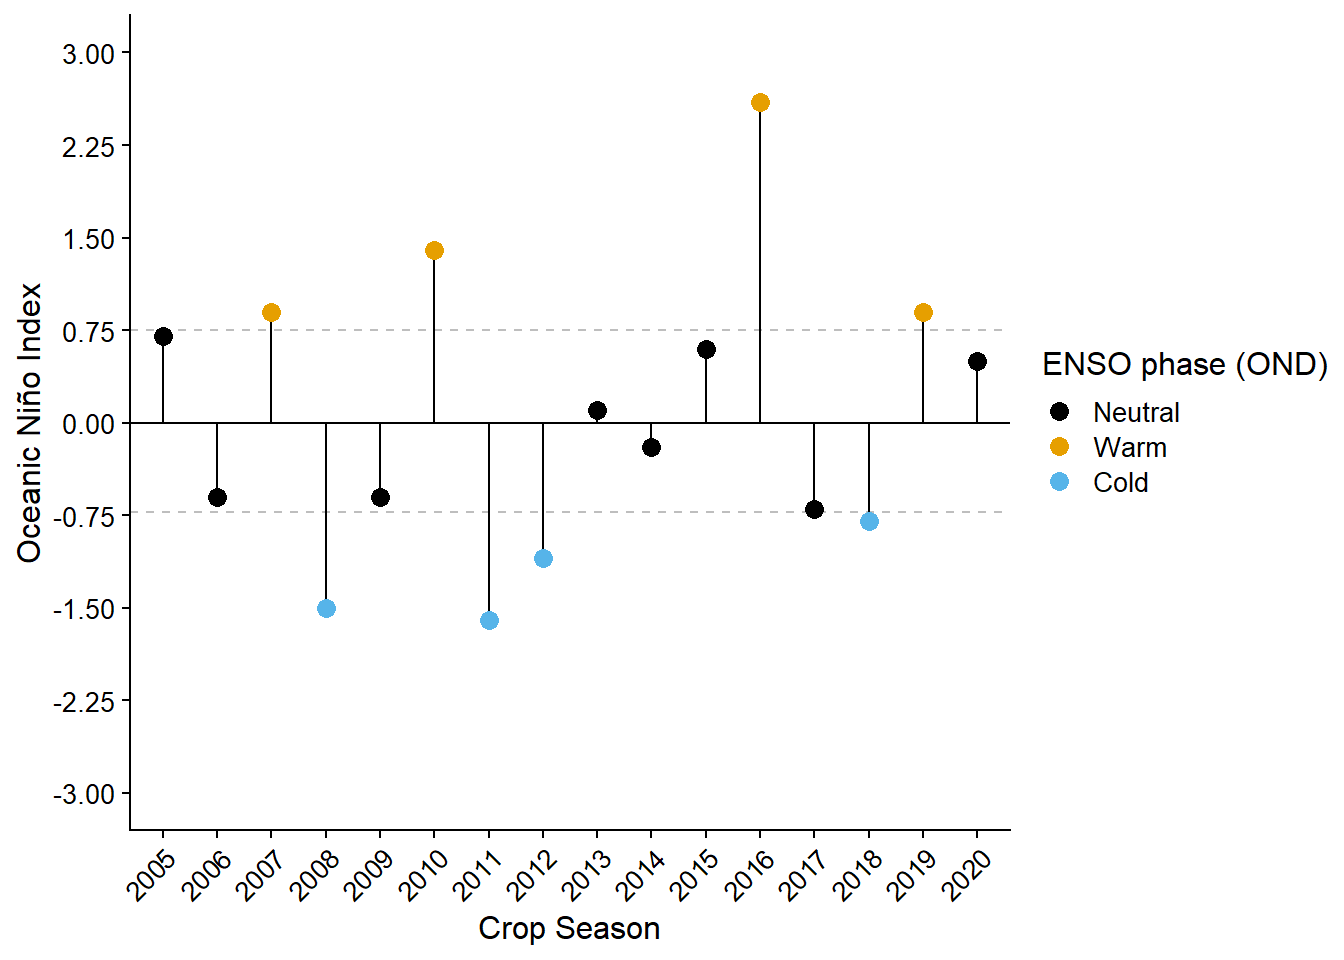 3.00
2.25
1.50
0.75
0.00
-0.75
-1.50
-2.25
-3.00
Oceanic Niño Index
2005 2006 2007 2008 2009 2010 2011 2012 2013 2014 2015 2016 2017 2018 2019 2020
Crop Season
ENSO phase (OND)
Neutral
Warm
Cold